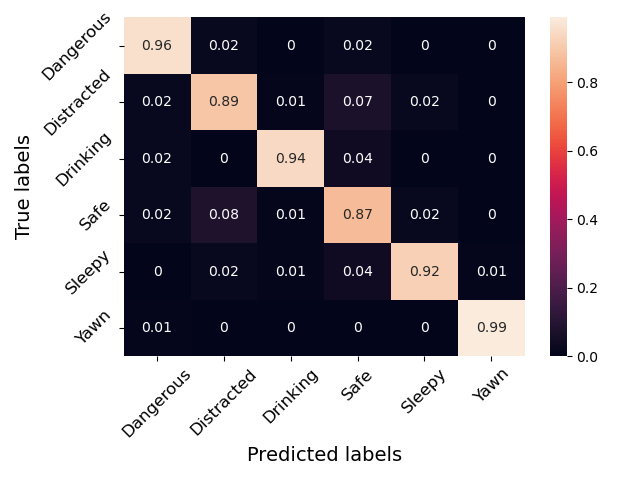 True labels
Dangerous 0.96 0.02 0 0.02 0 0
Distracted 0.02 0.89 0.01 0.07 0.02 0
Drinking 0.02 0 0.94 0.04 0 0
Safe 0.02 0.08 0.01 0.87 0.02 0
Sleepy 0 0.02 0.01 0.04 0.92 0.01
Yawn 0.01 0 0 0 0 0.99
Dangerous Distracted Drinking Safe Sleepy Yawn
Predicted labels
0.8
0.6
0.4
0.2
0.0